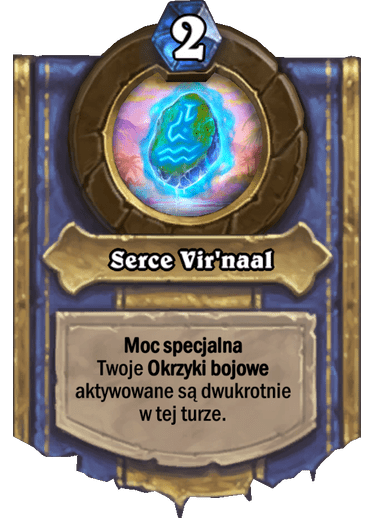 2
Serce Vir'naal
Moc specjalna
Twoje Okrzyki bojowe
aktywowane są dwukrotnie
w tej turze.